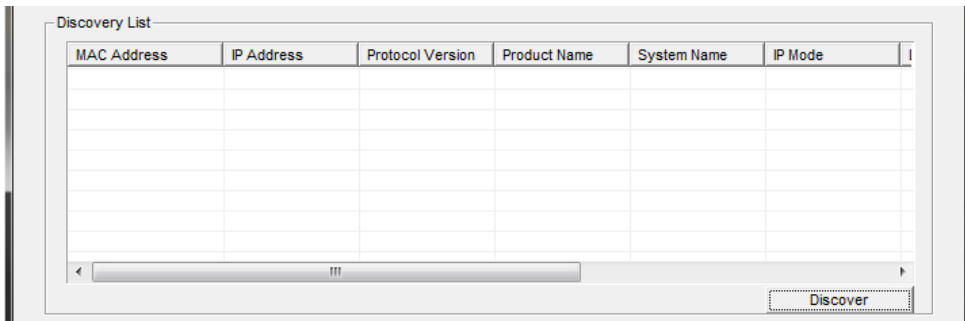 Discovery List
MAC Address IP Address Protocol Version Product Name System Name IP Mode
Discover